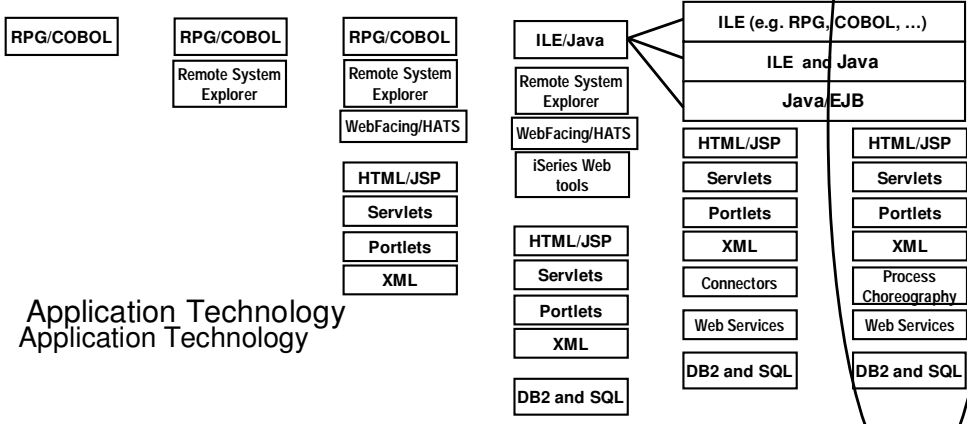 RPG/COBOL
RPG/COBOL
Remote System
Explorer
RPG/COBOL
Remote System
Explorer
WebFacing/HATS
HTML/JSP
Servlets
Portlets
XML
ILE/Java
Remote System
Explorer
WebFacing/HATS
iSeries Web
tools
HTML/JSP
Servlets
Portlets
XML
DB2 and SQL
ILE (e.g. RPG, COBOL, …)
ILE and Java
Java/EJB
HTML/JSP
Servlets
Portlets
XML
Connectors
Web Services
DB2 and SQL
HTML/JSP
Servlets
Portlets
XML
Process
Choreography
Web Services
DB2 and SQL
Application Technology
Application Technology